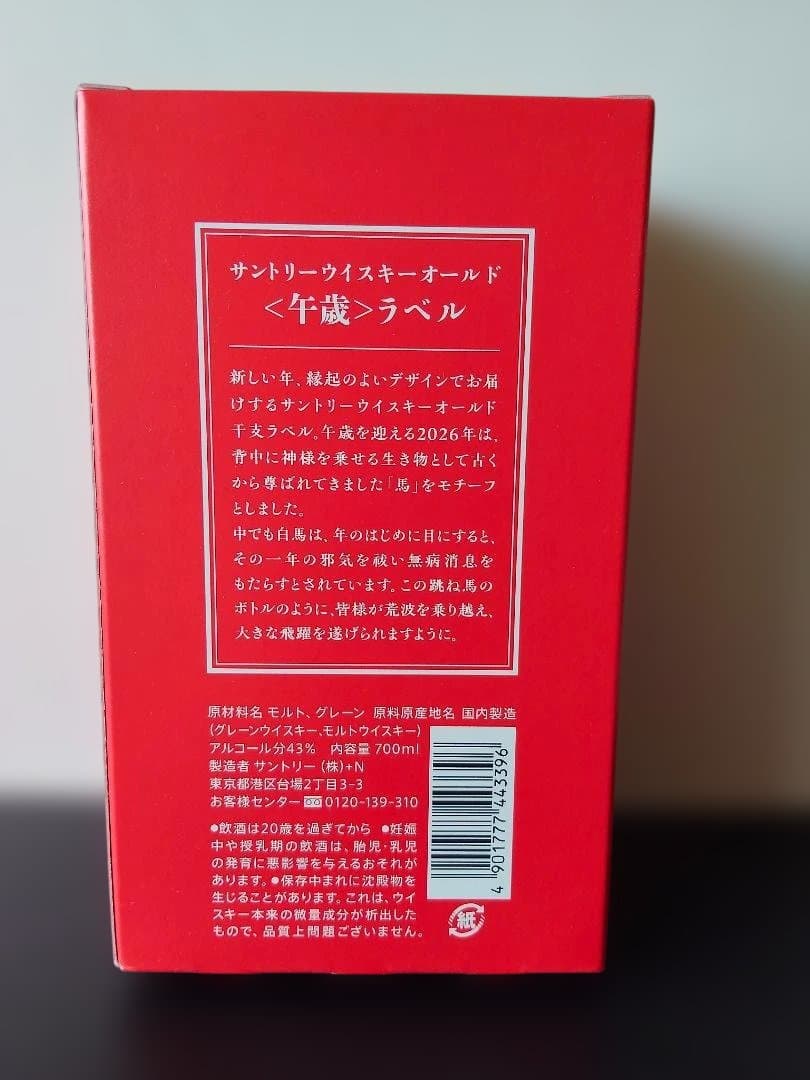 サントリーウイスキーオールド
＜午歳＞ラベル
新しい年、縁起のよいデザインでお届
けするサントリーウイスキーオールド
干支ラベル。午歳を迎える2026年は、
背中に神様を乗せる生き物として古く
から尊ばれてきました「馬」をモチーフ
としました。
中でも白馬は、年のはじめに目にすると、
その一年の邪気を祓い無病消息を
もたらすとされています。この跳ね馬の
ボトルのように、皆様が荒波を乗り越え、
大きな飛躍を遂げられますように。
原材料名 モルト、グレーン 原料原産地名 国内製造
(グレーンウイスキー、モルトウイスキー)
アルコール分43% 内容量 700ml
製造者 サントリー(株)+N
東京都港区台場2丁目3-3
お客様センター 0120-139-310
●飲酒は20歳を過ぎてから ●妊娠
中や授乳期の飲酒は、胎児・乳児
の発育に悪影響を与えるおそれが
あります。●保存中まれに沈殿物を
生じることがあります。これは、ウイ
スキー本来の微量成分が析出した
もので、品質上問題ございません。
4 901777 443396
紙